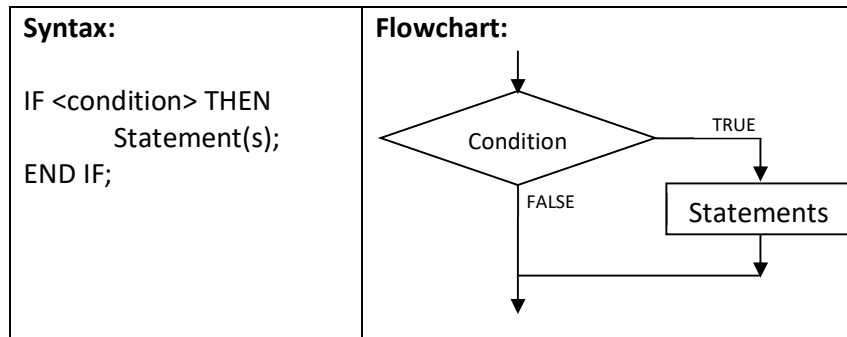 Syntax:
IF <condition> THEN
Statement(s);
END IF;
Flowchart:
Condition
TRUE
FALSE
Statements